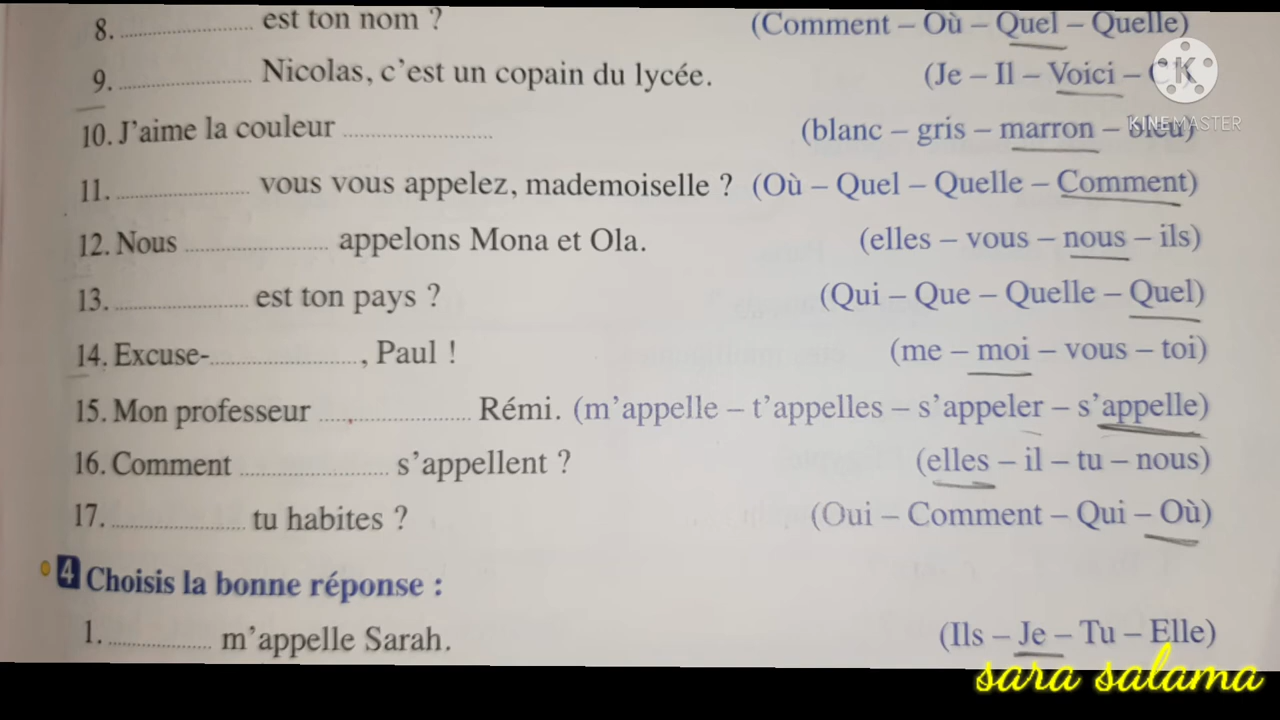 8. .................. est ton nom ? (Comment – Où – Quel – Quelle)
9. .................. Nicolas, c'est un copain du lycée. (Je – Il – Voici –
10. J'aime la couleur .................. (blanc – gris – marron – bleu)
11. .................. vous vous appelez, mademoiselle ? (Où – Quel – Quelle – Comment)
12. Nous .................. appelons Mona et Ola. (elles – vous – nous – ils)
13. .................. est ton pays ? (Qui – Que – Quelle – Quel)
14. Excuse-.................. , Paul ! (me – moi – vous – toi)
15. Mon professeur .................. Rémi. (m'appelle – t'appelles – s'appeler – s'appelle)
16. Comment .................. s'appellent ? (elles – il – tu – nous)
17. .................. tu habites ? (Oui – Comment – Qui – Où)
4 Choisis la bonne réponse :
1. .................. m'appelle Sarah. (Ils – Je – Tu – Elle)
K
KINEMASTER
sara salama